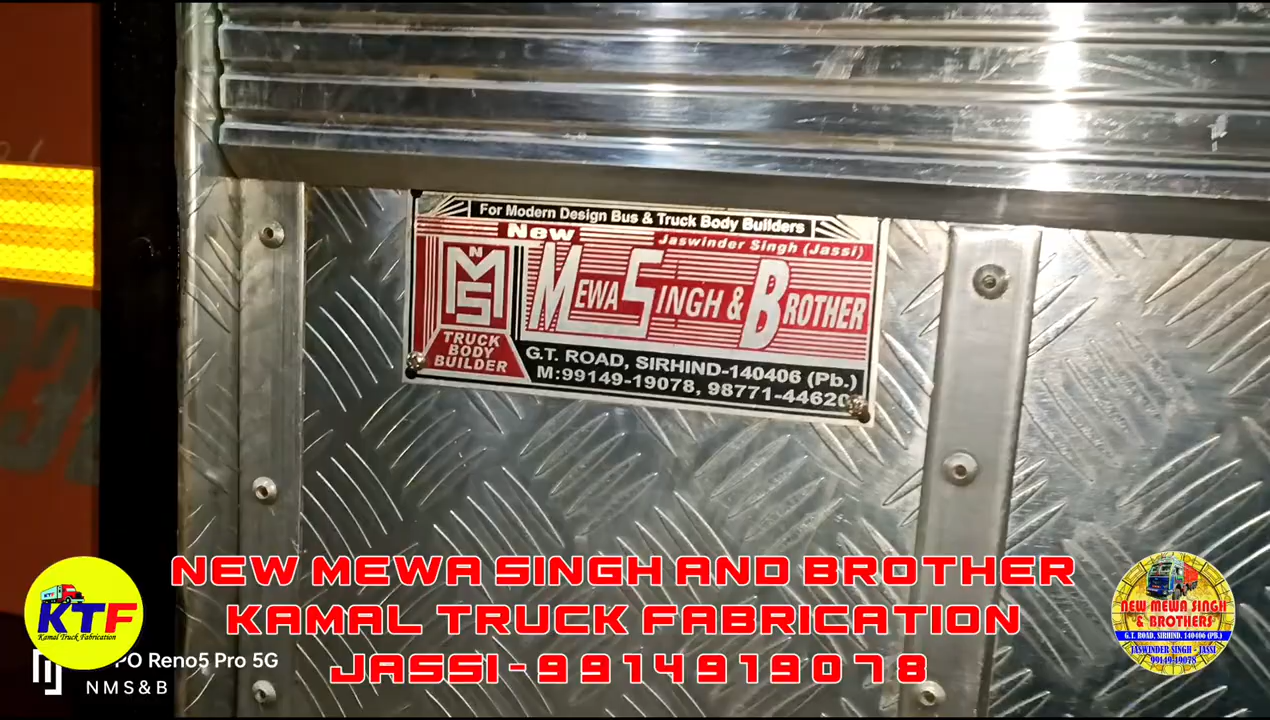 For Modern Design Bus & Truck Body Builders
New
Jaswinder Singh (Jassi)
NMS
MEWA SINGH & BROTHER
TRUCK
BODY
BUILDER
G.T. ROAD, SIRHIND-140406 (Pb.)
M:99149-19078, 98771-44620
NEW MEWA SINGH AND BROTHER
KAMAL TRUCK FABRICATION
JASSI-9914919078
KTF
Kamal Truck Fabrication
PO Reno5 Pro 5G
NMS&B
NEW MEWA SINGH
& BROTHERS
G.T. ROAD, SIRHIND. 140406 (PB.)
JASWINDER SINGH - JASSI
99149-19078